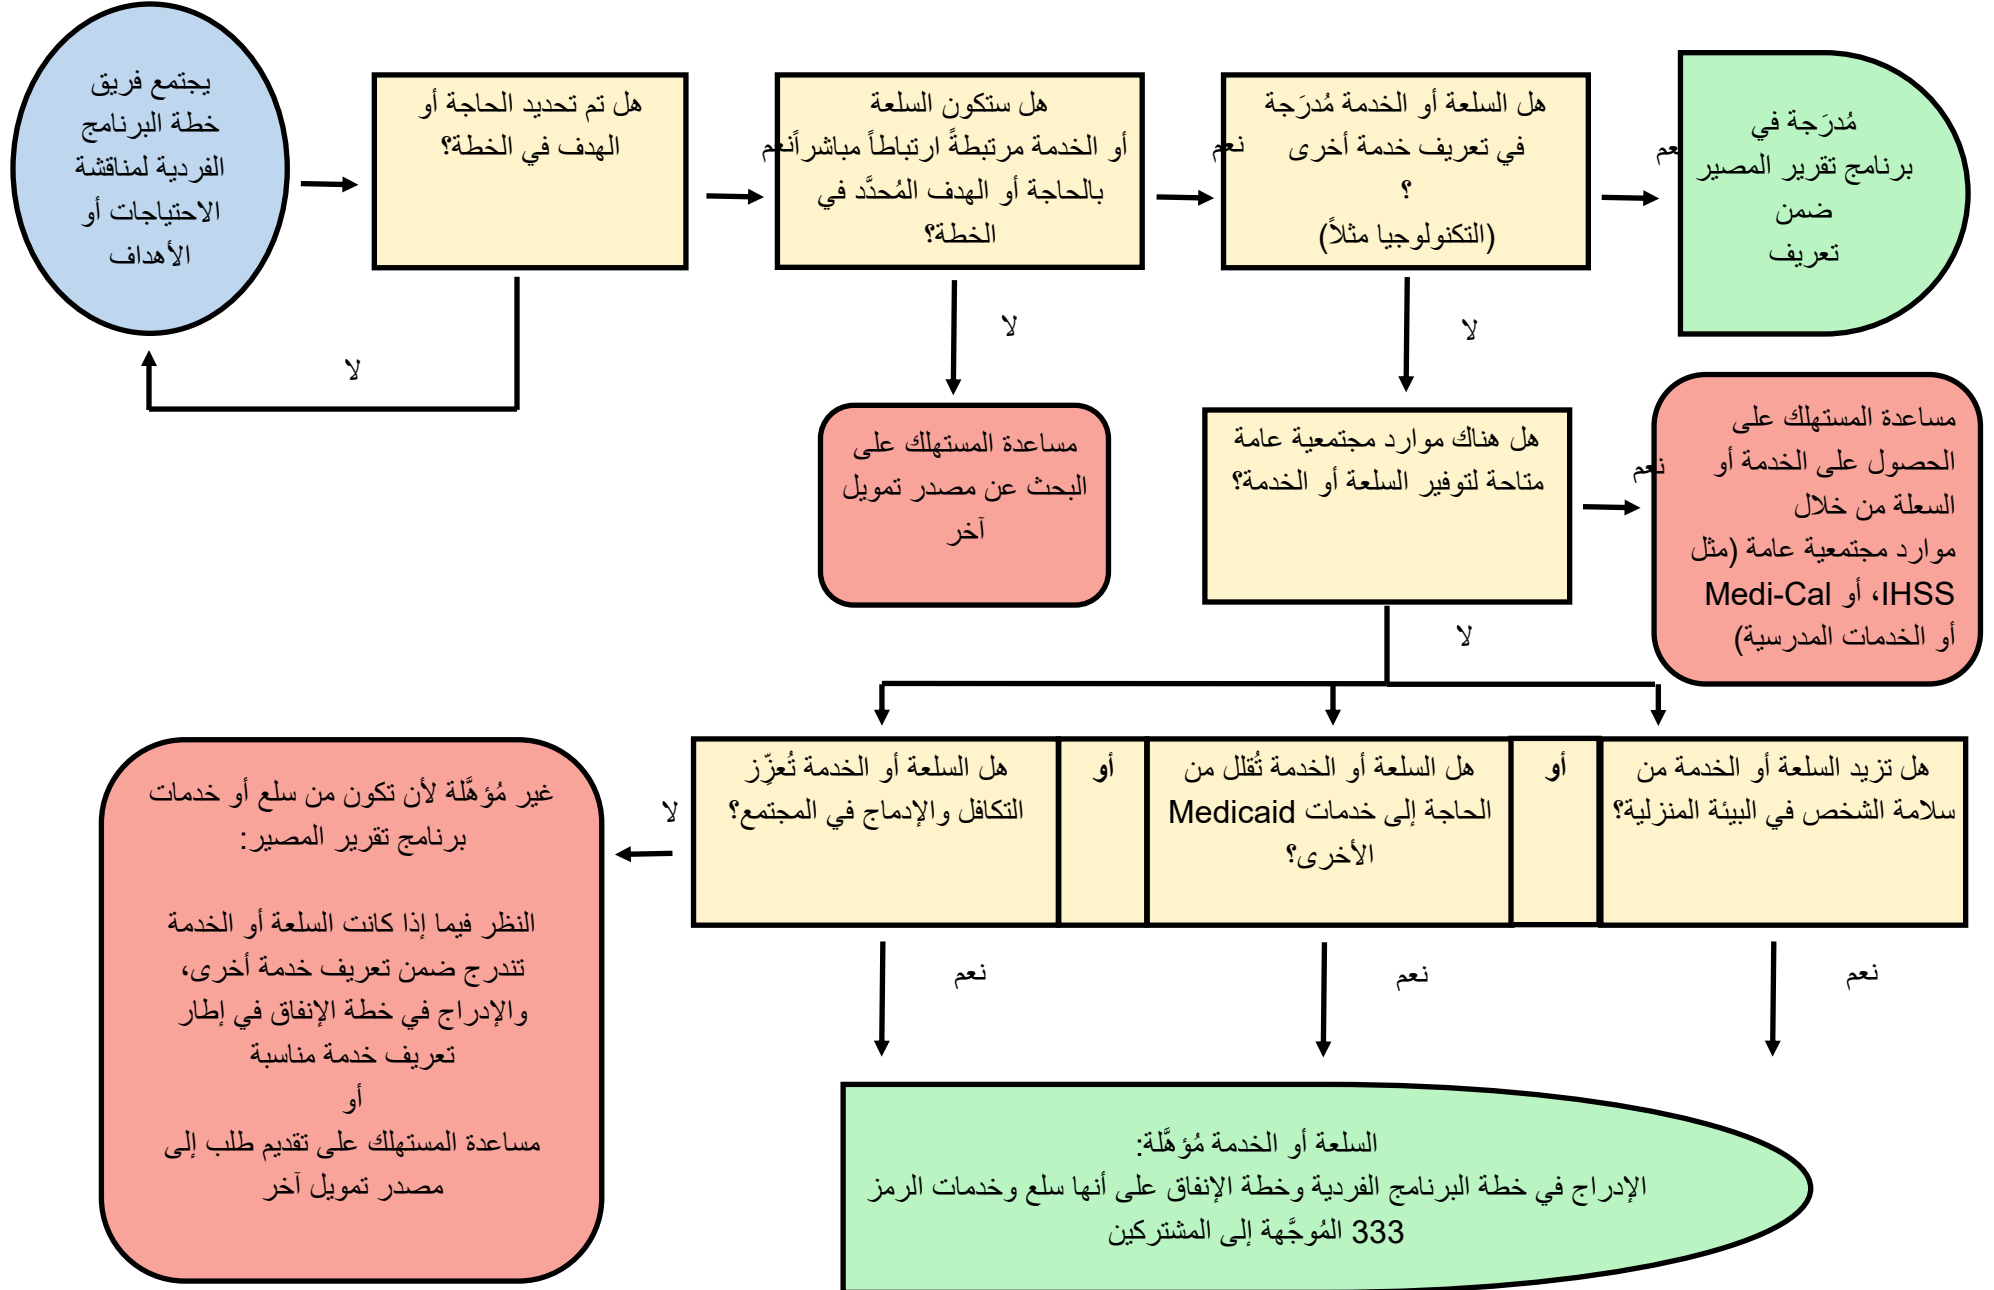 يجتمع فريق
خطة البرنامج
الفردية لمناقشة
الاحتياجات أو
الأهداف
هل تم تحديد الحاجة أو
الهدف في الخطة؟
لا
هل ستكون السلعة
أو الخدمة مرتبطةً ارتباطاً مباشراً
بالحاجة أو الهدف المُحدَّد في
الخطة؟
نعم
لا
مساعدة المستهلك على
البحث عن مصدر تمويل
آخر
هل السلعة أو الخدمة مُدرَجة
في تعريف خدمة أخرى
؟
(التكنولوجيا مثلاً)
نعم
لا
مُدرَجة في
برنامج تقرير المصير
ضمن
تعريف
نعم
هل هناك موارد مجتمعية عامة
متاحة لتوفير السلعة أو الخدمة؟
نعم
لا
مساعدة المستهلك على
الحصول على الخدمة أو
السعلة من خلال
موارد مجتمعية عامة (مثل
IHSS، أو Medi-Cal
أو الخدمات المدرسية)
هل تزيد السلعة أو الخدمة من
سلامة الشخص في البيئة المنزلية؟
أو
هل السلعة أو الخدمة تُقلل من
الحاجة إلى خدمات Medicaid
الأخرى؟
أو
هل السلعة أو الخدمة تُعزِّز
التكافل والإدماج في المجتمع؟
لا
نعم
نعم
نعم
غير مُؤهَّلة لأن تكون من سلع أو خدمات
برنامج تقرير المصير:
النظر فيما إذا كانت السلعة أو الخدمة
تندرج ضمن تعريف خدمة أخرى،
والإدراج في خطة الإنفاق في إطار
تعريف خدمة مناسبة
أو
مساعدة المستهلك على تقديم طلب إلى
مصدر تمويل آخر
السلعة أو الخدمة مُؤهَّلة:
الإدراج في خطة البرنامج الفردية وخطة الإنفاق على أنها سلع وخدمات الرمز
333 المُوجَّهة إلى المشتركين